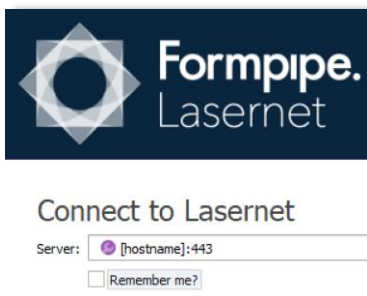 Formpipe.
Lasernet
Connect to Lasernet
Server: [hostname]:443
Remember me?